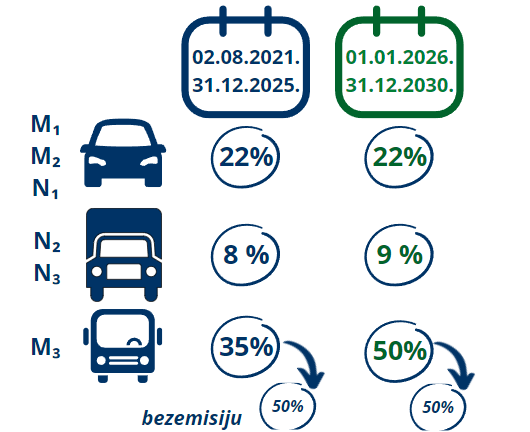 02.08.2021.
31.12.2025.
01.01.2026.
31.12.2030.
M₁
M₂
N₁
22%
22%
N₂
N₃
8 %
9 %
M₃
35%
50%
bezemisiju
50%
50%